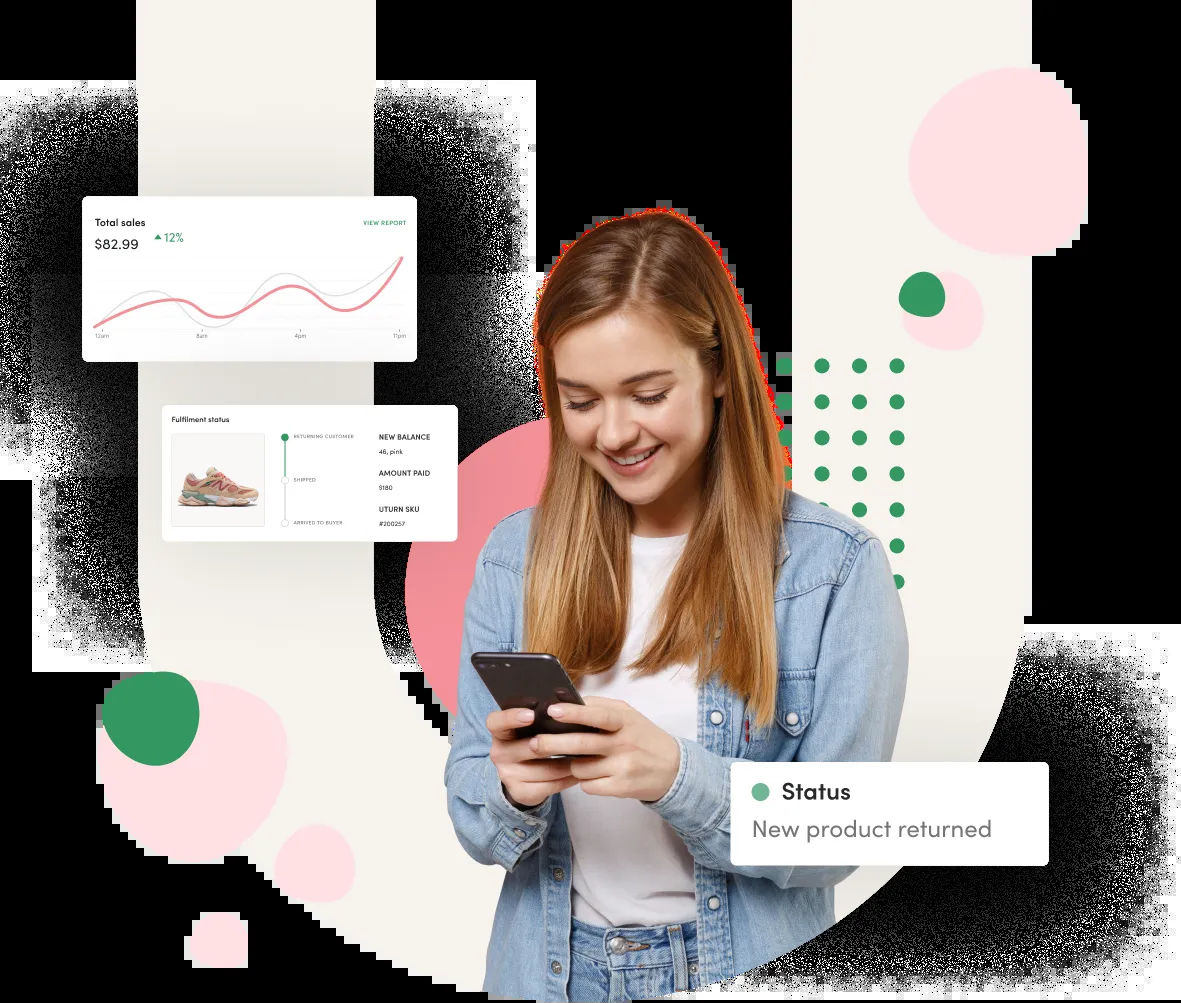 Total sales
VIEW REPORT
$82.99
12%
12am
8am
4pm
11pm
Fulfilment status
RETURNING CUSTOMER
NEW BALANCE
46, pink
AMOUNT PAID
SHIPPED
$180
UTURN SKU
ARRIVED TO BUYER
#200257
Status
New product returned